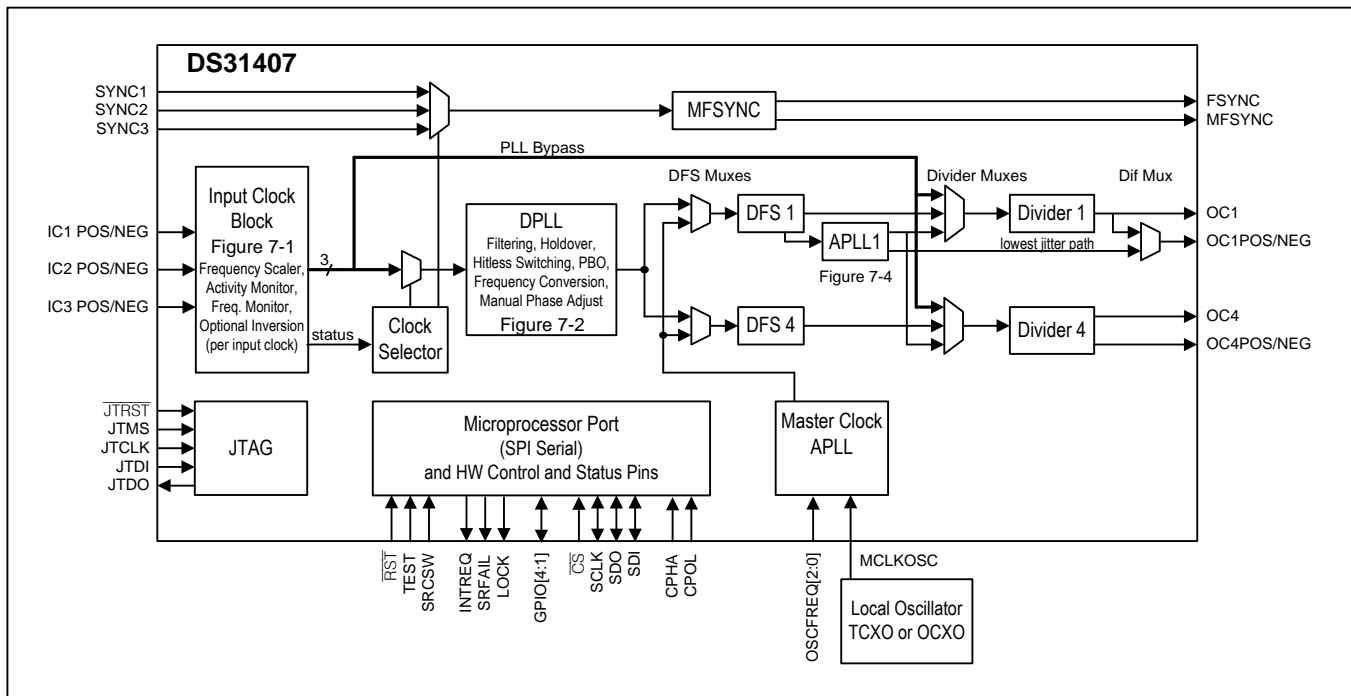 DS31407
SYNC1
SYNC2
SYNC3
MFSYNC
FSYNC
MFSYNC
PLL Bypass
DFS Muxes
Divider Muxes
Dif Mux
Input Clock
Block
Figure 7-1
Frequency Scaler,
Activity Monitor,
Freq. Monitor,
Optional Inversion
(per input clock)
IC1 POS/NEG
IC2 POS/NEG
IC3 POS/NEG
3
status
Clock
Selector
DPLL
Filtering, Holdover,
Hitless Switching, PBO,
Frequency Conversion,
Manual Phase Adjust
Figure 7-2
DFS 1
APLL1
Figure 7-4
lowest jitter path
Divider 1
OC1
OC1POS/NEG
DFS 4
Divider 4
OC4
OC4POS/NEG
JTRST
JTMS
JTCLK
JTDI
JTDO
JTAG
Microprocessor Port
(SPI Serial)
and HW Control and Status Pins
Master Clock
APLL
RST
TEST
SRCSW
INTREQ
SRFAIL
LOCK
GPIO[4:1]
CS
SCLK
SDO
SDI
CPHA
CPOL
OSCFREQ[2:0]
MCLKOSC
Local Oscillator
TCXO or OCXO